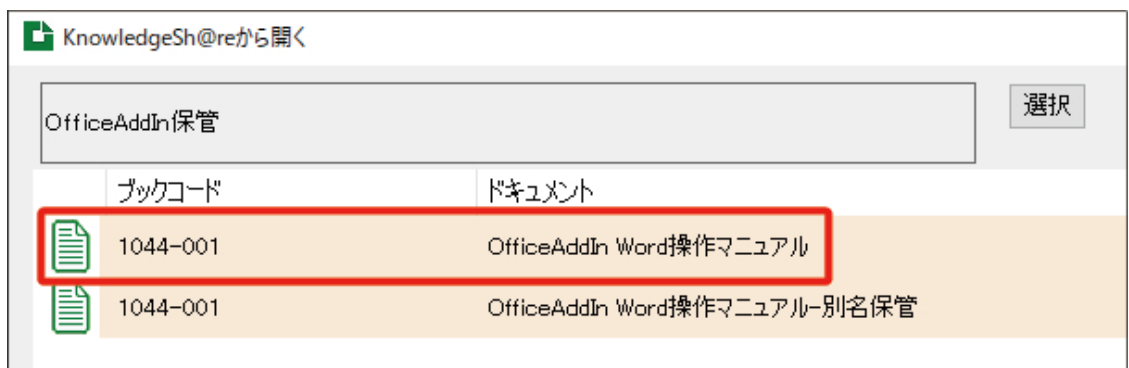 KnowledgeSh@reから開く
OfficeAddIn保管
選択
ブックコード ドキュメント
1044-001 OfficeAddIn Word操作マニュアル
1044-001 OfficeAddIn Word操作マニュアル-別名保管